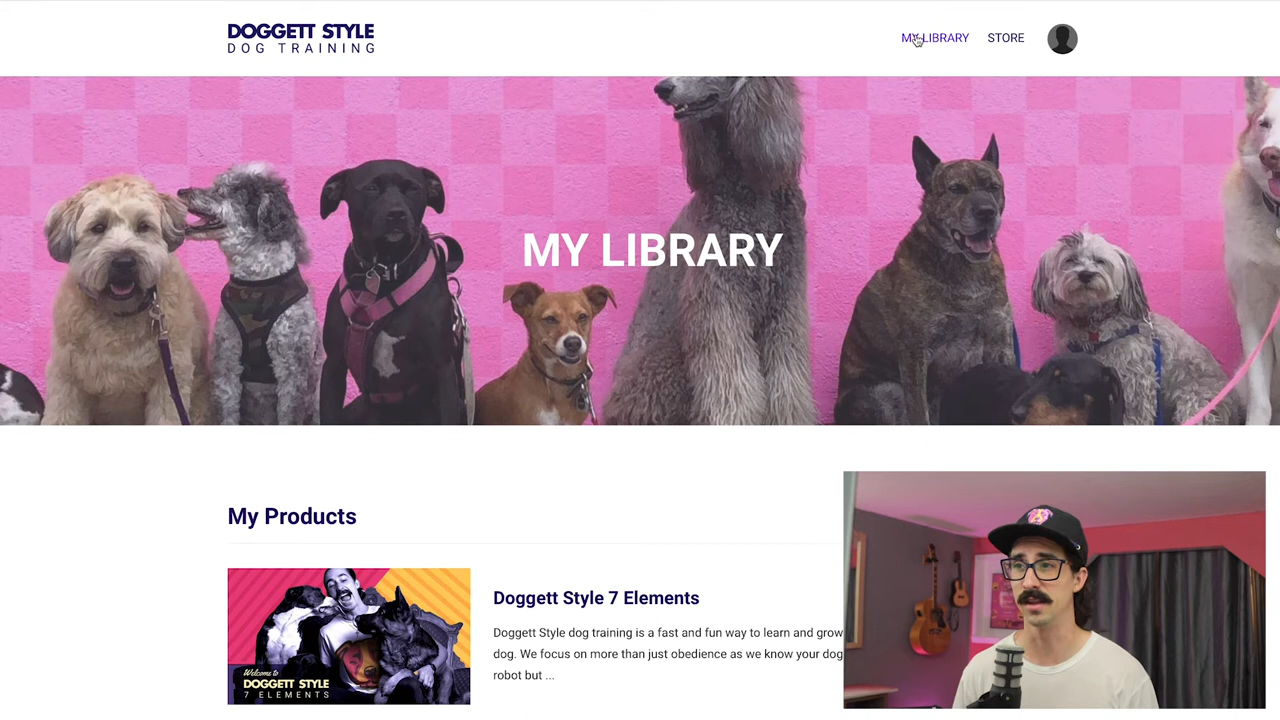 DOGGETT STYLE
DOG TRAINING
MY LIBRARY
STORE
MY LIBRARY
My Products
Doggett Style 7 Elements
Doggett Style dog training is a fast and fun way to learn and grow
dog. We focus on more than just obedience as we know your dog
robot but ...
Welcome to
DOGGETT STYLE
7 ELEMENTS